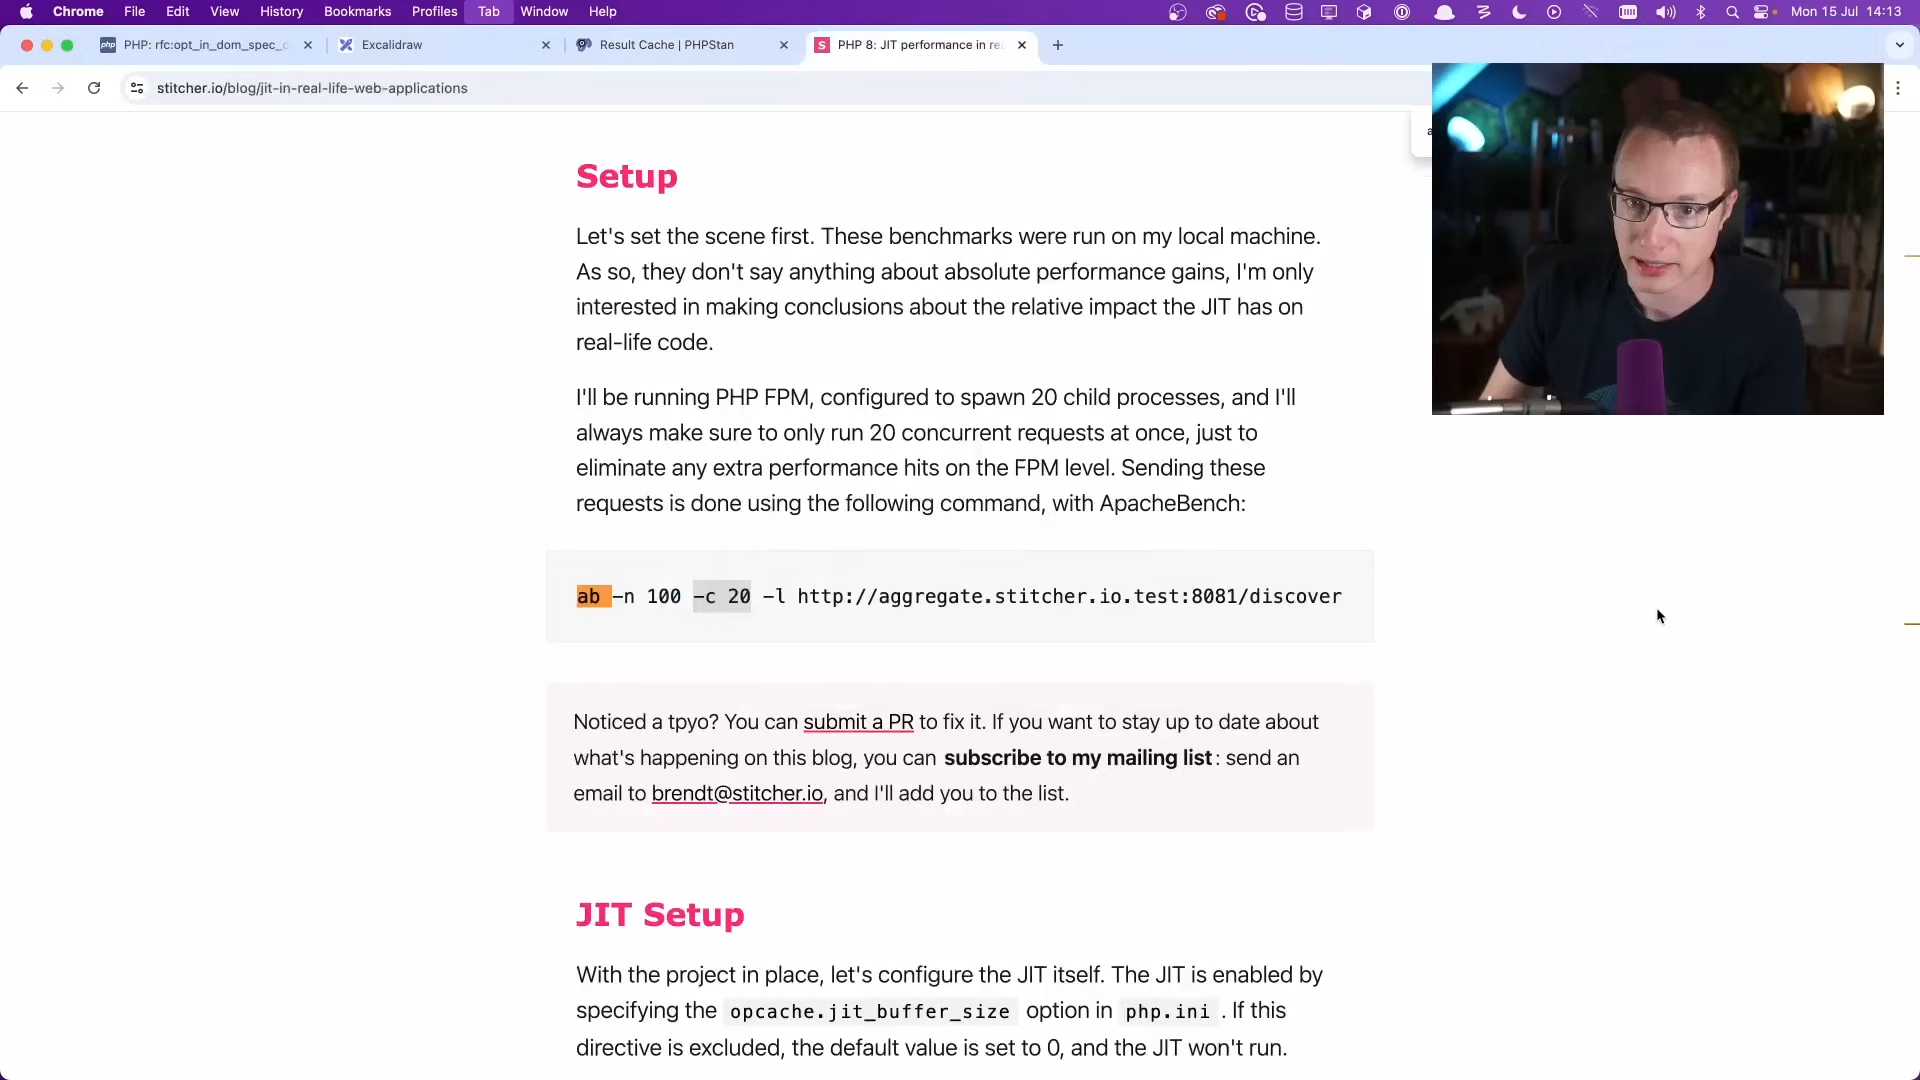 Chrome File Edit View History Bookmarks Profiles Tab Window Help Mon 15 Jul 14:13
php PHP: rfc:opt_in_dom_spec_c Excalidraw Result Cache | PHPStan S PHP 8: JIT performance in re
stitcher.io/blog/jit-in-real-life-web-applications
Setup
Let's set the scene first. These benchmarks were run on my local machine.
As so, they don't say anything about absolute performance gains, I'm only
interested in making conclusions about the relative impact the JIT has on
real-life code.
I'll be running PHP FPM, configured to spawn 20 child processes, and I'll
always make sure to only run 20 concurrent requests at once, just to
eliminate any extra performance hits on the FPM level. Sending these
requests is done using the following command, with ApacheBench:
ab -n 100 -c 20 -l http://aggregate.stitcher.io.test:8081/discover
Noticed a tpyo? You can submit a PR to fix it. If you want to stay up to date about
what's happening on this blog, you can subscribe to my mailing list: send an
email to brendt@stitcher.io, and I'll add you to the list.
JIT Setup
With the project in place, let's configure the JIT itself. The JIT is enabled by
specifying the opcache.jit_buffer_size option in php.ini . If this
directive is excluded, the default value is set to 0, and the JIT won't run.